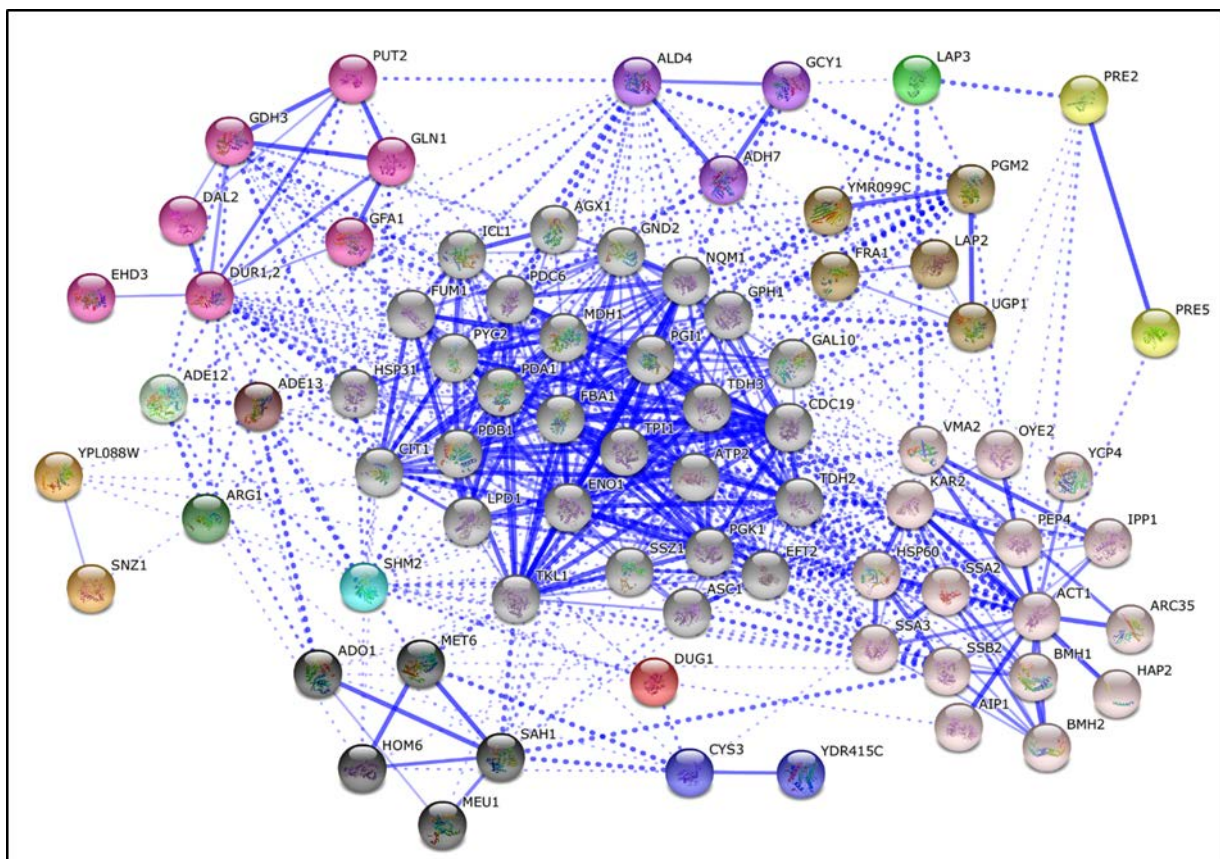 PUT2
ALD4
GCY1
LAP3
PRE2
GDH3
GLN1
ADH7
PGM2
DAL2
GFA1
AGX1
YMR099C
ICL1
GND2
NQM1
FRA1
LAP2
EHD3
DUR1,2
FUM1
PDC6
GPH1
UGP1
PRE5
PYC2
MDH1
PGI1
GAL10
ADE12
ADE13
HSP31
PDA1
FBA1
TDH3
CDC19
YPL088W
CIT1
PDB1
TPI1
ATP2
VMA2
OYE2
YCP4
ARG1
LPD1
ENO1
TDH2
KAR2
PEP4
IPP1
SNZ1
SHM2
TKL1
SSZ1
PGK1
EFT2
HSP60
SSA2
ACT1
ARC35
ASC1
SSA3
ADO1
MET6
DUG1
SSB2
BMH1
HAP2
AIP1
BMH2
HOM6
SAH1
CYS3
YDR415C
MEU1